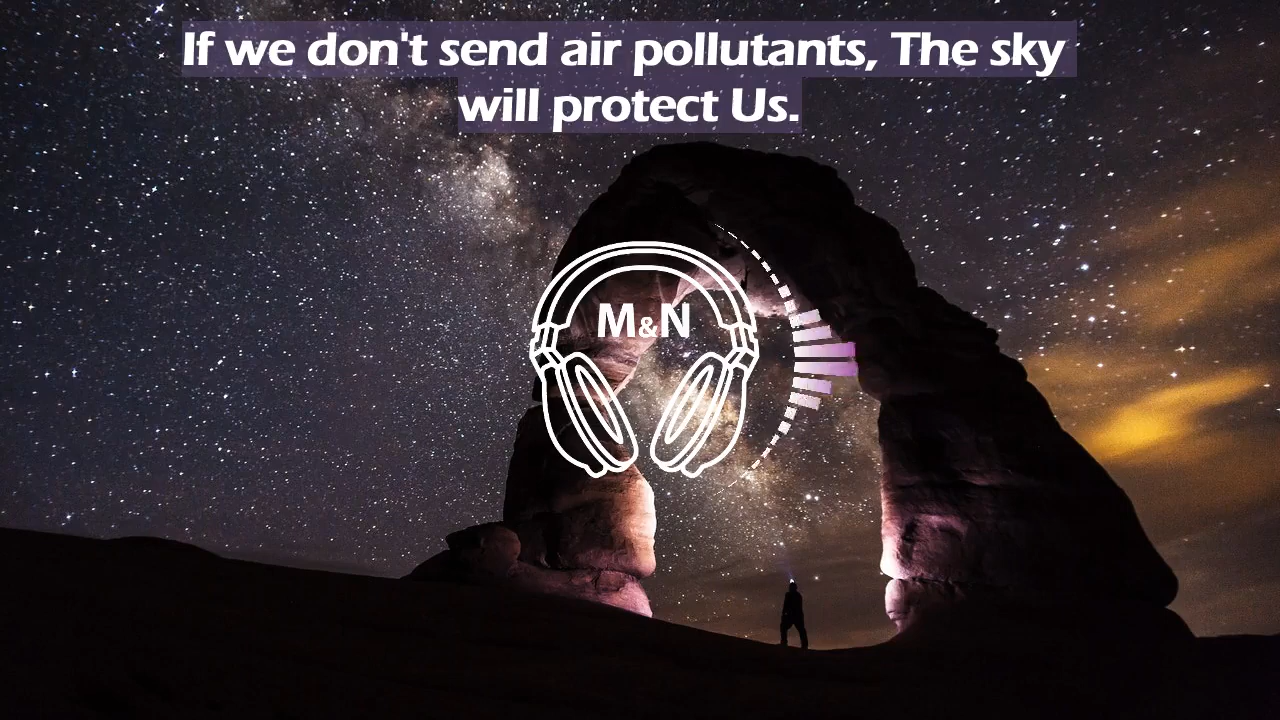 If we don't send air pollutants, The sky
will protect Us.
M&N